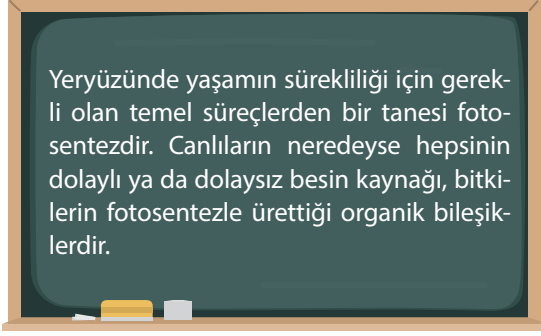 Yeryüzünde yaşamın sürekliliği için gerek-
li olan temel süreçlerden bir tanesi foto-
sentezdir. Canlıların neredeyse hepsinin
dolaylı ya da dolaysız besin kaynağı, bitki-
lerin fotosentezle ürettiği organik bileşik-
lerdir.